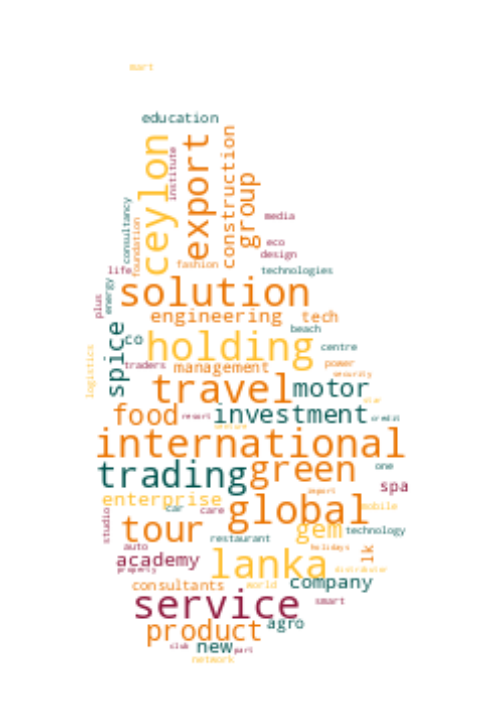 mart
education
ceylon
institute
export
construction
group
consultancy
foundation
media
eco
design
fashion
life
technologies
energy
plus
solution
engineering
tech
beach
spice
co
holding
centre
logistics
traders
management
power
security
travel
motor
star
food
resort
investment
credit
venture
international
trading
green
one
spa
import
enterprise
car
care
global
mobile
studio
tour
gem
technology
restaurant
auto
holidays
lk
academy
property
lanka
distributor
consultants
world
company
service
smart
product
agro
club
new
part
network